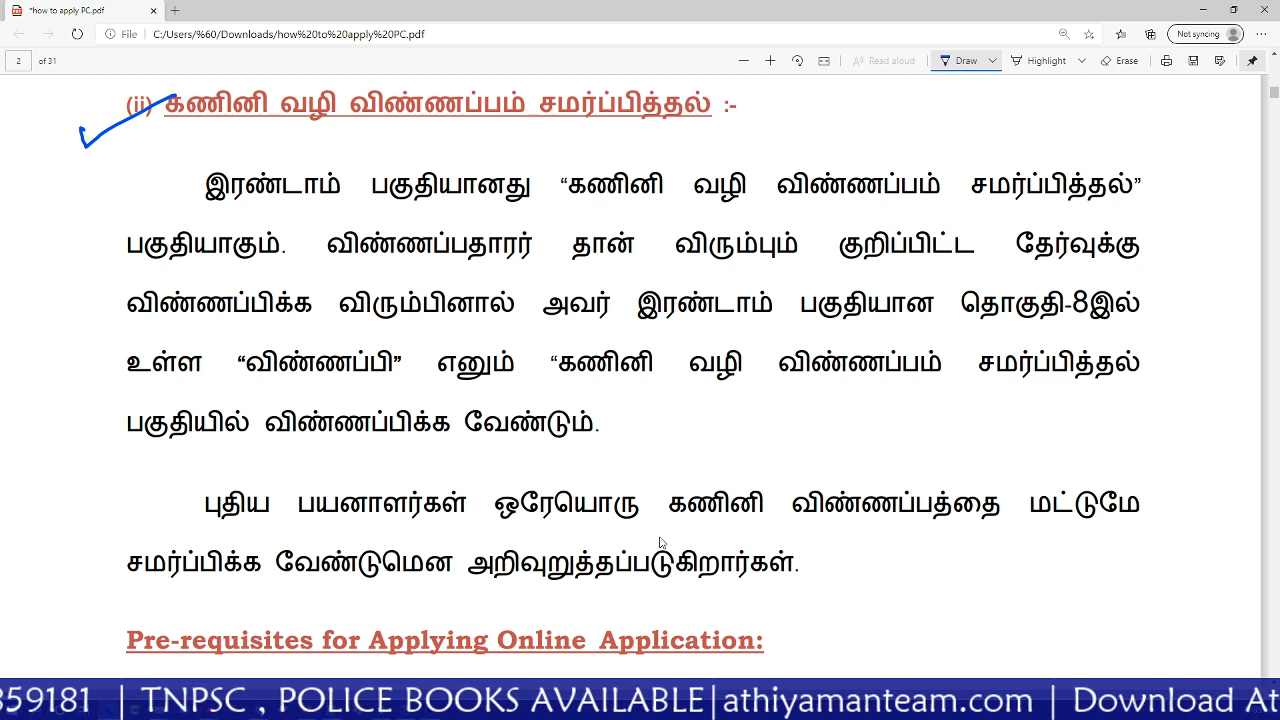 *how to apply PC.pdf
File C:/Users/%60/Downloads/how%20to%20apply%20PC.pdf Not syncing
2 of 31 Read aloud Draw Highlight Erase
(ii) கணினி வழி விண்ணப்பம் சமர்ப்பித்தல் :-
இரண்டாம் பகுதியானது “கணினி வழி விண்ணப்பம் சமர்ப்பித்தல்”
பகுதியாகும். விண்ணப்பதாரர் தான் விரும்பும் குறிப்பிட்ட தேர்வுக்கு
விண்ணப்பிக்க விரும்பினால் அவர் இரண்டாம் பகுதியான தொகுதி-8இல்
உள்ள “விண்ணப்பி” எனும் “கணினி வழி விண்ணப்பம் சமர்ப்பித்தல்
பகுதியில் விண்ணப்பிக்க வேண்டும்.
புதிய பயனாளர்கள் ஒரேயொரு கணினி விண்ணப்பத்தை மட்டுமே
சமர்ப்பிக்க வேண்டுமென அறிவுறுத்தப்படுகிறார்கள்.
Pre-requisites for Applying Online Application:
359181 | TNPSC , POLICE BOOKS AVAILABLE|athiyamanteam.com | Download At